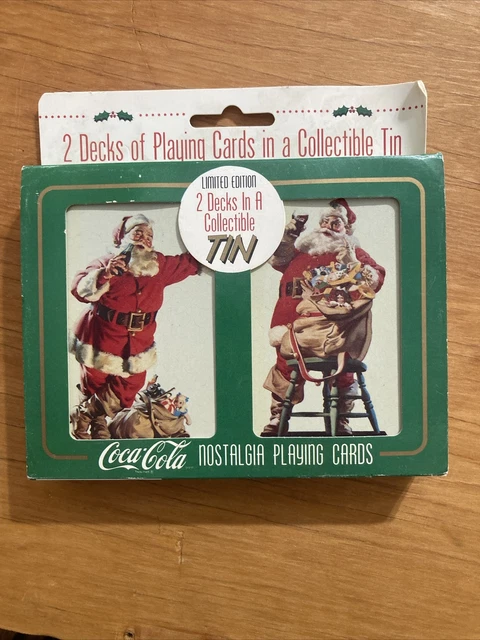 2 Decks of Playing Cards in a Collectible Tin
LIMITED EDITION
2 Decks In A
Collectible
TIN
Coca-Cola NOSTALGIA PLAYING CARDS